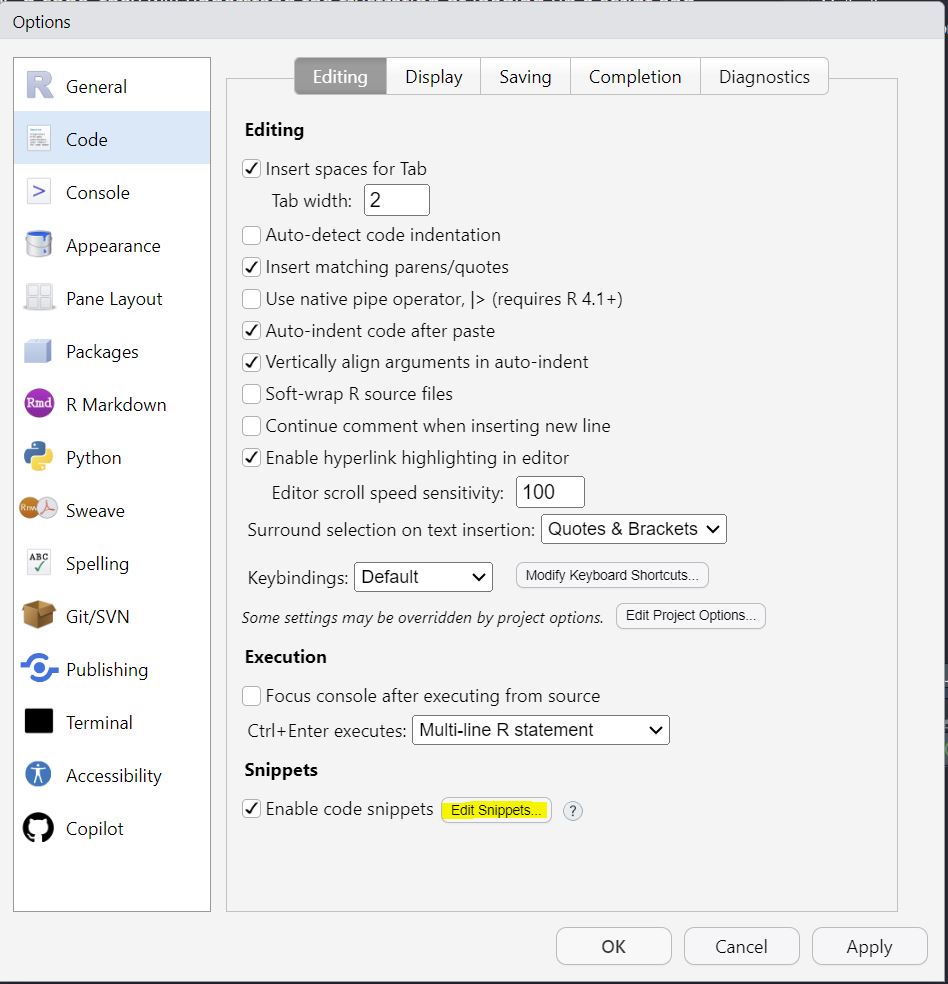 Options
General
Code
Console
Appearance
Pane Layout
Packages
Rmd R Markdown
Python
Rnw Sweave
ABC Spelling
Git/SVN
Publishing
Terminal
Accessibility
Copilot
Editing Display Saving Completion Diagnostics
Editing
Insert spaces for Tab
Tab width: 2
Auto-detect code indentation
Insert matching parens/quotes
Use native pipe operator, |> (requires R 4.1+)
Auto-indent code after paste
Vertically align arguments in auto-indent
Soft-wrap R source files
Continue comment when inserting new line
Enable hyperlink highlighting in editor
Editor scroll speed sensitivity: 100
Surround selection on text insertion: Quotes & Brackets
Keybindings: Default Modify Keyboard Shortcuts...
Some settings may be overridden by project options. Edit Project Options...
Execution
Focus console after executing from source
Ctrl+Enter executes: Multi-line R statement
Snippets
Enable code snippets Edit Snippets... ?
OK Cancel Apply